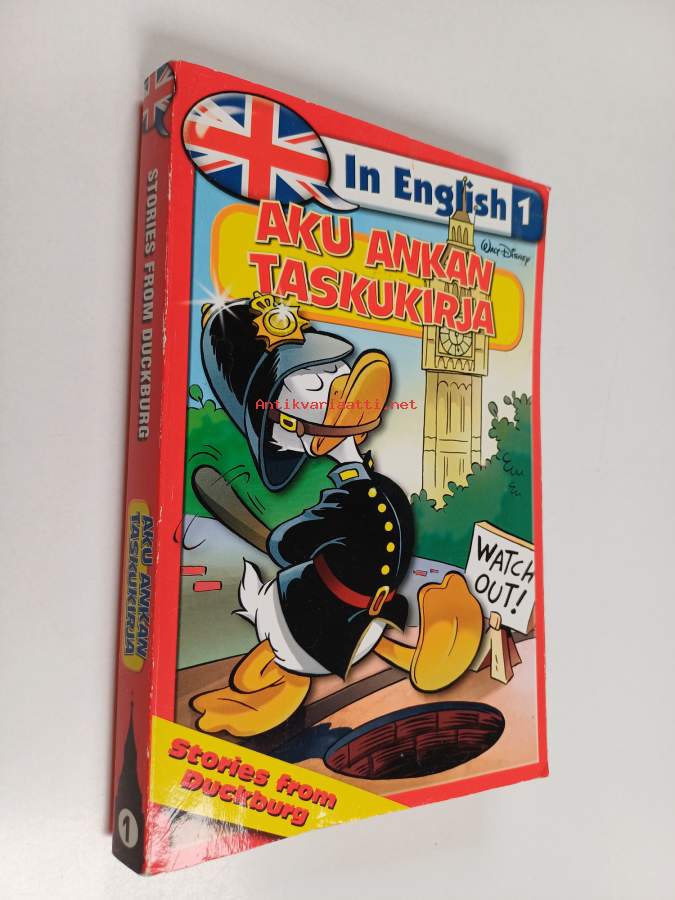 In English 1
AKU ANKAN
TASKUKIRJA
WALT DISNEY
Antikvariaatti.net
WATCH
OUT!
Stories from
Duckburg
STORIES FROM DUCKBURG
AKU ANKAN
TASKUKIRJA
1